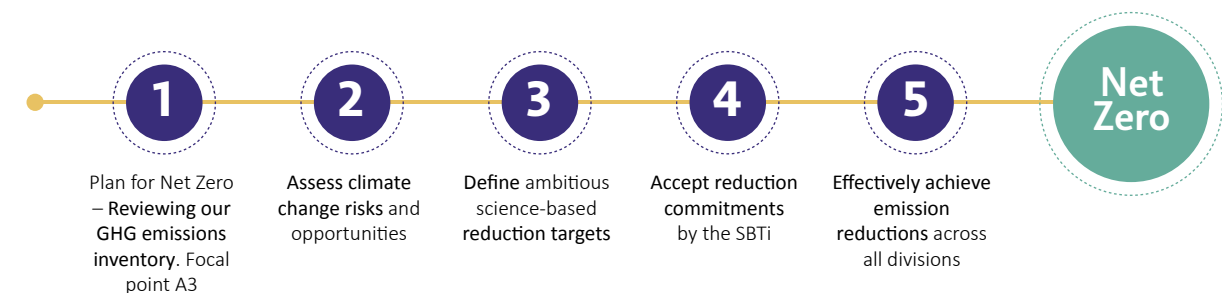 1
Plan for Net Zero
– Reviewing our
GHG emissions
inventory. Focal
point A3
2
Assess climate
change risks and
opportunities
3
Define ambitious
science-based
reduction targets
4
Accept reduction
commitments
by the SBTi
5
Effectively achieve
emission
reductions across
all divisions
Net
Zero